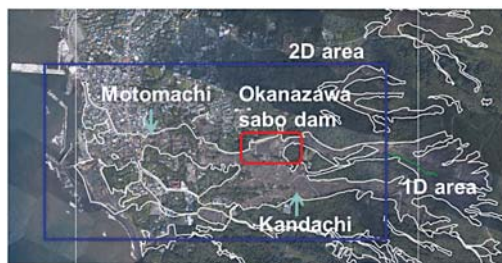 2D area
Motomachi
Okanazawa
sabo dam
1D area
Kandachi